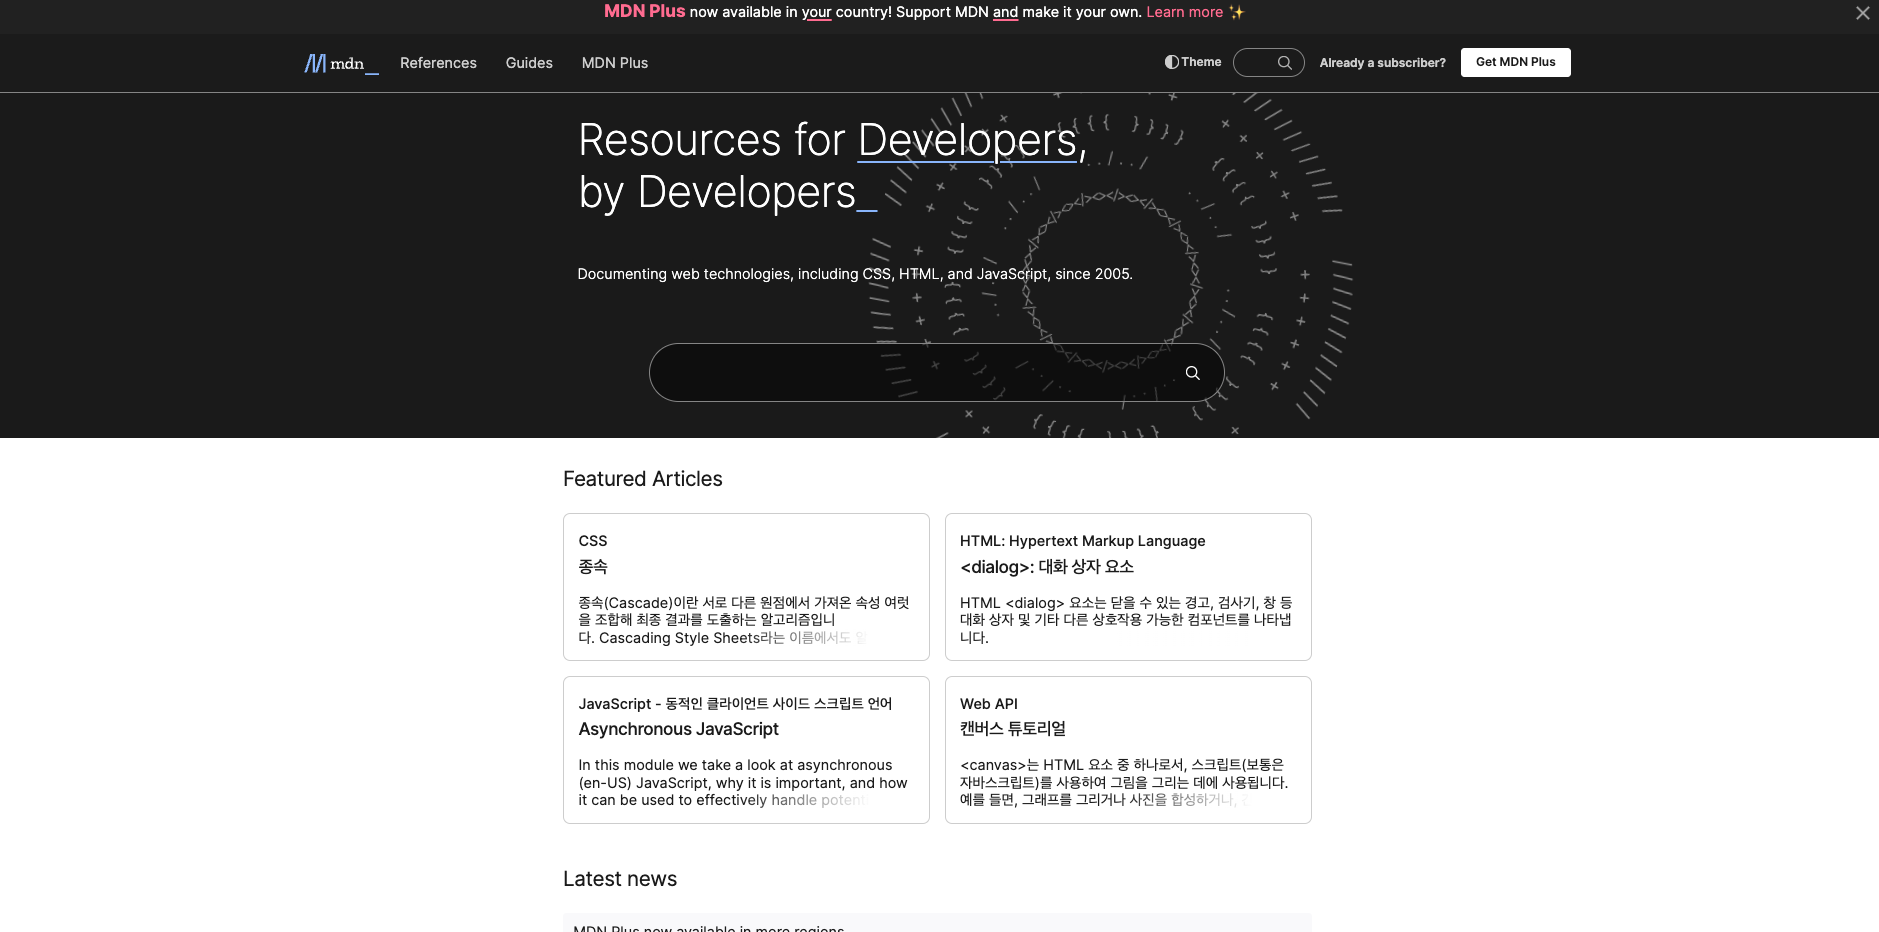 MDN Plus now available in your country! Support MDN and make it your own. Learn more ✨
mdn_
References
Guides
MDN Plus
Theme
Already a subscriber?
Get MDN Plus
Resources for Developers,
by Developers_
Documenting web technologies, including CSS, HTML, and JavaScript, since 2005.
Featured Articles
CSS
종속
종속(Cascade)이란 서로 다른 원점에서 가져온 속성 여럿
을 조합해 최종 결과를 도출하는 알고리즘입니
다. Cascading Style Sheets라는 이름에서도
HTML: Hypertext Markup Language
<dialog>: 대화 상자 요소
HTML <dialog> 요소는 닫을 수 있는 경고, 검사기, 창 등
대화 상자 및 기타 다른 상호작용 가능한 컴포넌트를 나타냅
니다.
JavaScript - 동적인 클라이언트 사이드 스크립트 언어
Asynchronous JavaScript
In this module we take a look at asynchronous
(en-US) JavaScript, why it is important, and how
it can be used to effectively handle
Web API
캔버스 튜토리얼
<canvas>는 HTML 요소 중 하나로서, 스크립트(보통은
자바스크립트)를 사용하여 그림을 그리는 데에 사용됩니다.
예를 들면, 그래프를 그리거나 사진을 합성하거나,
Latest news
MDN Plus now available in more regions